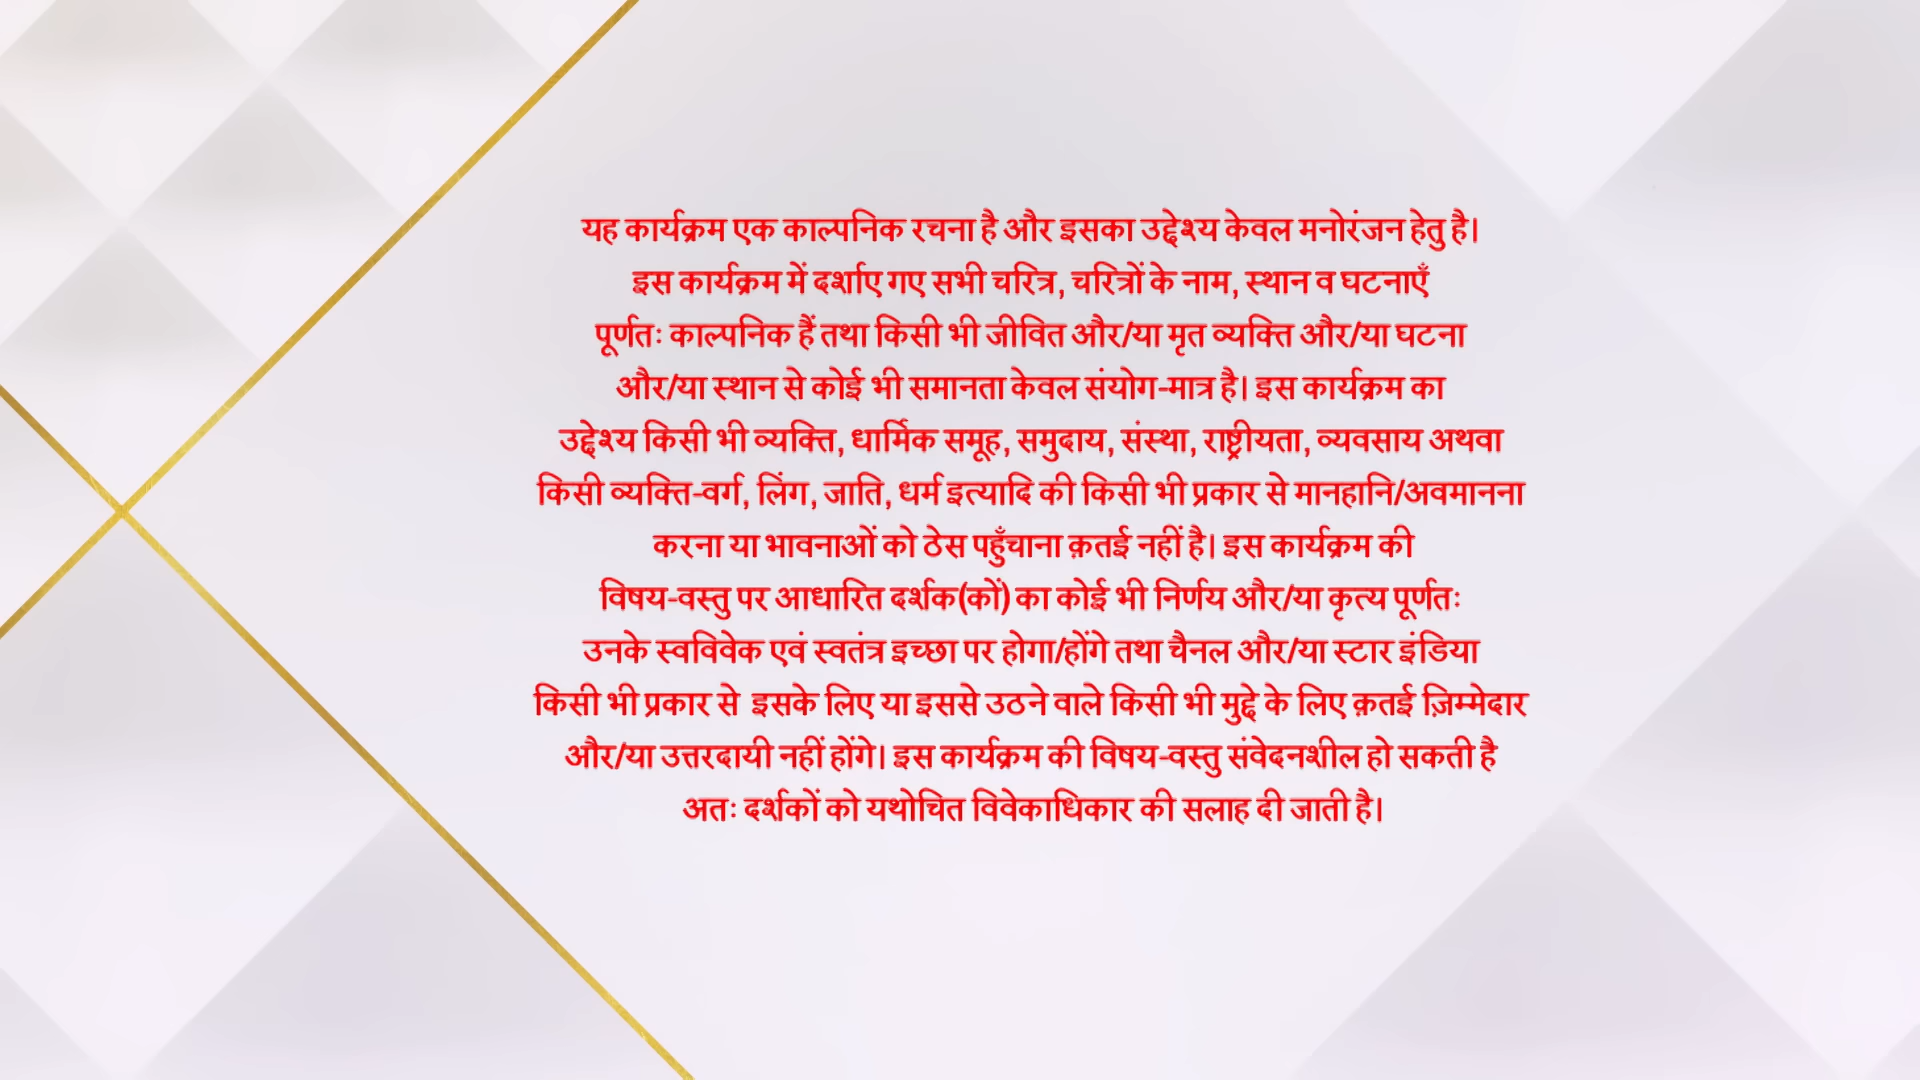 यह कार्यक्रम एक काल्पनिक रचना है और इसका उद्देश्य केवल मनोरंजन हेतु है।
इस कार्यक्रम में दर्शाए गए सभी चरित्र, चरित्रों के नाम, स्थान व घटनाएँ
पूर्णतः काल्पनिक हैं तथा किसी भी जीवित और/या मृत व्यक्ति और/या घटना
और/या स्थान से कोई भी समानता केवल संयोग-मात्र है। इस कार्यक्रम का
उद्देश्य किसी भी व्यक्ति, धार्मिक समूह, समुदाय, संस्था, राष्ट्रीयता, व्यवसाय अथवा
किसी व्यक्ति-वर्ग, लिंग, जाति, धर्म इत्यादि की किसी भी प्रकार से मानहानि/अवमानना
करना या भावनाओं को ठेस पहुँचाना क़तई नहीं है। इस कार्यक्रम की
विषय-वस्तु पर आधारित दर्शक(कों) का कोई भी निर्णय और/या कृत्य पूर्णतः
उनके स्वविवेक एवं स्वतंत्र इच्छा पर होगा/होंगे तथा चैनल और/या स्टार इंडिया
किसी भी प्रकार से इसके लिए या इससे उठने वाले किसी भी मुद्दे के लिए क़तई ज़िम्मेदार
और/या उत्तरदायी नहीं होंगे। इस कार्यक्रम की विषय-वस्तु संवेदनशील हो सकती है
अतः दर्शकों को यथोचित विवेकाधिकार की सलाह दी जाती है।